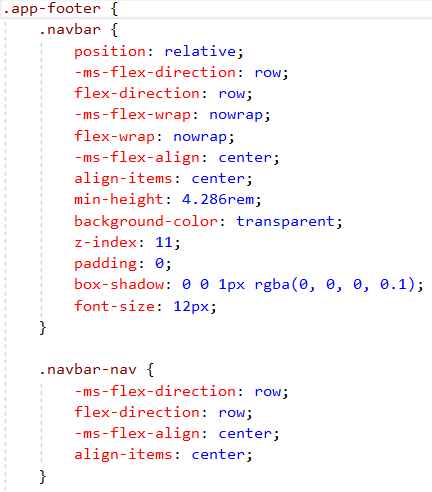 .app-footer {
    .navbar {
        position: relative;
        -ms-flex-direction: row;
        flex-direction: row;
        -ms-flex-wrap: nowrap;
        flex-wrap: nowrap;
        -ms-flex-align: center;
        align-items: center;
        min-height: 4.286rem;
        background-color: transparent;
        z-index: 11;
        padding: 0;
        box-shadow: 0 0 1px rgba(0, 0, 0, 0.1);
        font-size: 12px;
    }

    .navbar-nav {
        -ms-flex-direction: row;
        flex-direction: row;
        -ms-flex-align: center;
        align-items: center;
    }